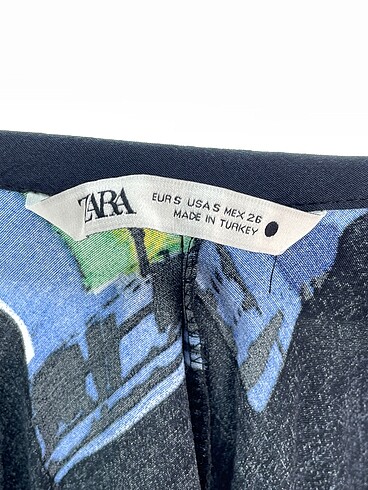 ZARA
EUR S USA S MEX 26
MADE IN TURKEY